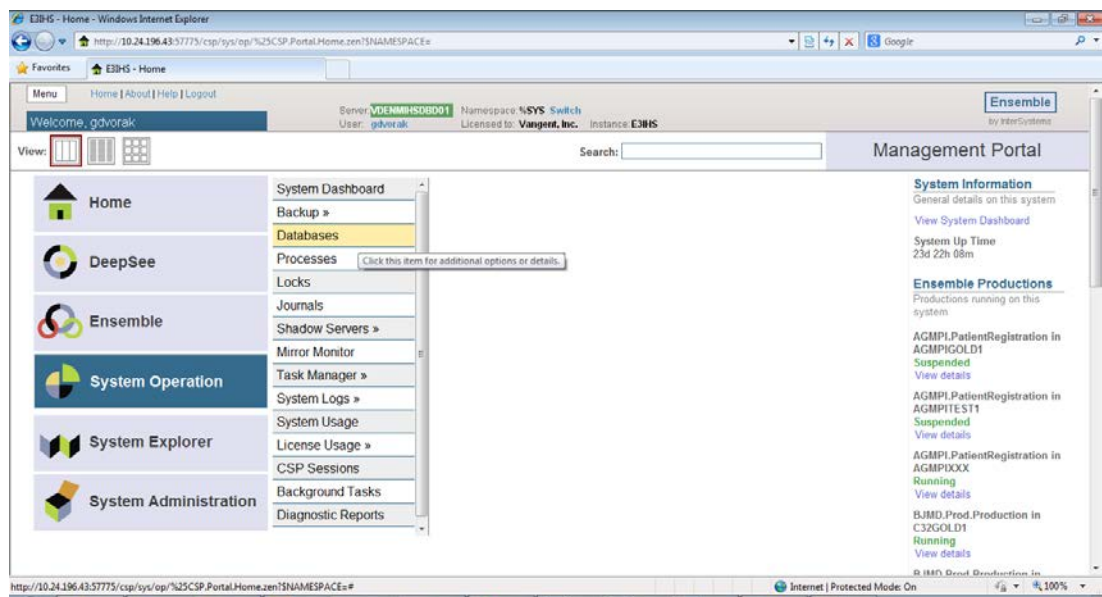 E3IHS - Home - Windows Internet Explorer
http://10.24.196.43:57775/csp/sys/op/%25CSP.Portal.Home.zen?$NAMESPACE=
Google
Favorites
E3IHS - Home
Menu
Home | About | Help | Logout
Server: VDENMIHSDBD01 Namespace: %SYS Switch
User: gdvorak Licensed to: Vangent, Inc. Instance: E3IHS
Ensemble
by InterSystems
Welcome, gdvorak
View:
Search:
Management Portal
Home
DeepSee
Ensemble
System Operation
System Explorer
System Administration
System Dashboard
Backup »
Databases
Processes
Click this item for additional options or details.
Locks
Journals
Shadow Servers »
Mirror Monitor
Task Manager »
System Logs »
System Usage
License Usage »
CSP Sessions
Background Tasks
Diagnostic Reports
System Information
General details on this system
View System Dashboard
System Up Time
23d 22h 08m
Ensemble Productions
Productions running on this
system
AGMPI.PatientRegistration in
AGMPIGOLD1
Suspended
View details
AGMPI.PatientRegistration in
AGMPITEST1
Suspended
View details
AGMPI.PatientRegistration in
AGMPIXXX
Running
View details
BJMD.Prod.Production in
C32GOLD1
Running
View details
BJMD.Prod.Production in
http://10.24.196.43:57775/csp/sys/op/%25CSP.Portal.Home.zen?$NAMESPACE=#
Internet | Protected Mode: On
100%